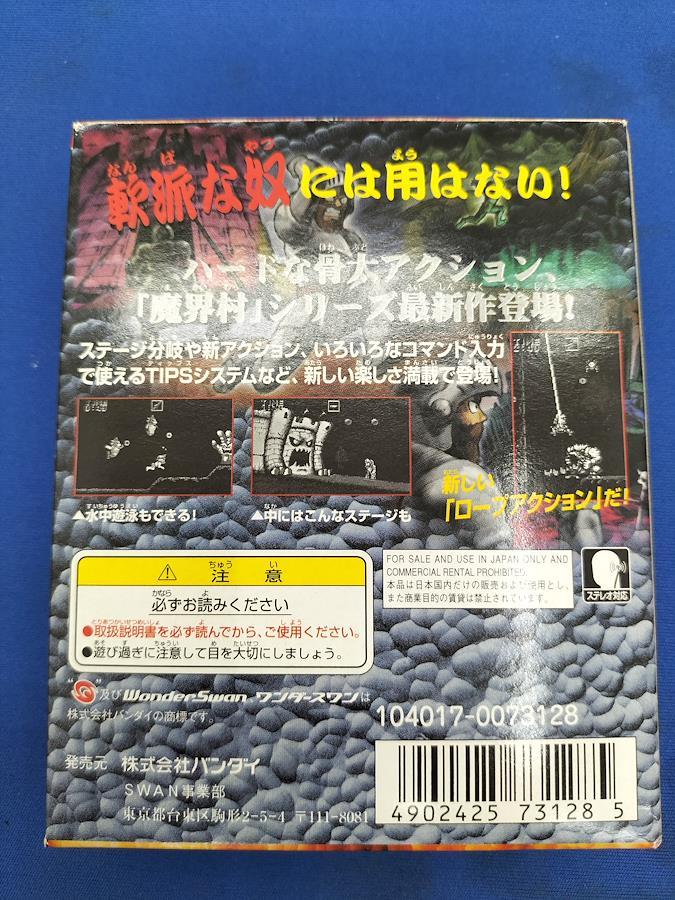 軟派な奴には用はない！
ハードな骨太アクション、
「魔界村」シリーズ最新作登場！
ステージ分岐や新アクション、いろいろなコマンド入力
で使えるTIPSシステムなど、新しい楽しさ満載で登場！
▲水中遊泳もできる！
▲中にはこんなステージも
新しい
「ロープアクション」だ！
⚠注意
必ずお読みください
●取扱説明書を必ず読んでから、ご使用ください。
●遊び過ぎに注意して目を大切にしましょう。
FOR SALE AND USE IN JAPAN ONLY AND
COMMERCIAL RENTAL PROHIBITED.
本品は日本国内だけの販売および使用とし、
また商業目的の賃貸は禁止されています。
ステレオ対応
“ ”及びWonderSwan、ワンダースワンは
株式会社バンダイの商標です。
104017-0073128
発売元 株式会社バンダイ
SWAN事業部
東京都台東区駒形2-5-4 〒111-8081
4902425 73128 5